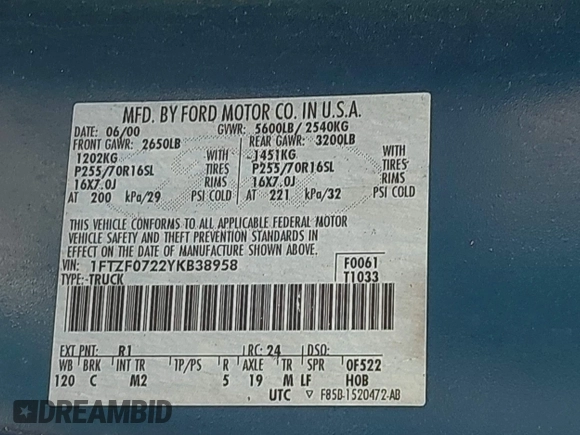 MFD. BY FORD MOTOR CO. IN U.S.A.
DATE: 06/00 GVWR: 5600LB/ 2540KG
FRONT GAWR: 2650LB REAR GAWR: 3200LB
1202KG WITH 1451KG WITH
P255/70R16SL TIRES P255/70R16SL TIRES
16X7.0J RIMS 16X7.0J RIMS
AT 200 kPa/29 PSI COLD AT 221 kPa/32 PSI COLD
THIS VEHICLE CONFORMS TO ALL APPLICABLE FEDERAL MOTOR
VEHICLE SAFETY AND THEFT PREVENTION STANDARDS IN
EFFECT ON THE DATE OF MANUFACTURE SHOWN ABOVE.
VIN: 1FTZF0722YKB38958 F0061
TYPE: TRUCK T1033
EXT PNT: R1 RC: 24 DSO:
WB BRK INT TR TP/PS R AXLE TR SPR 0F522
120 C M2 5 19 M LF HOB
UTC ▽ F85B-1520472-AB
DREAMBID